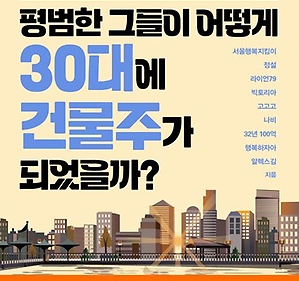 평범한 그들이 어떻게
30대에
건물주가
되었을까?
서울행복지킴이
정설
라이언79
빅토리아
고고고
나비
32년 100억
행복하자아
알렉스김
지음